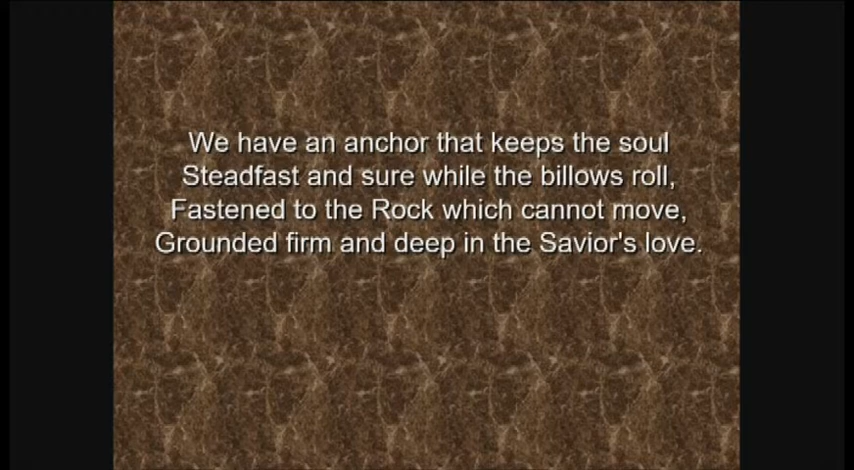 We have an anchor that keeps the soul
Steadfast and sure while the billows roll,
Fastened to the Rock which cannot move,
Grounded firm and deep in the Savior's love.